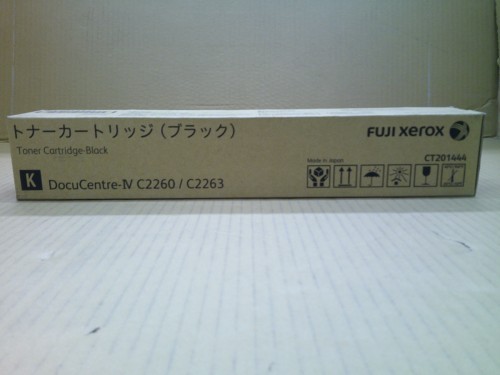 トナーカートリッジ（ブラック）
Toner Cartridge-Black
FUJI xerox
Made in Japan
CT201444
K DocuCentre-Ⅳ C2260 / C2263